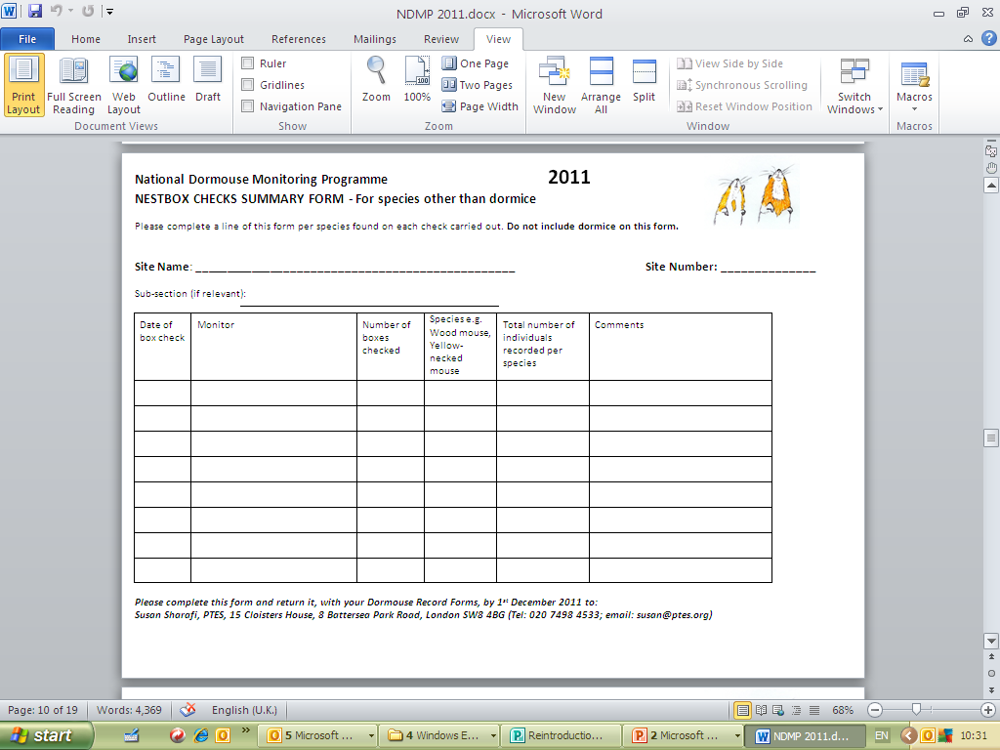 NDMP 2011.docx - Microsoft Word
File Home Insert Page Layout References Mailings Review View
Print Layout
Full Screen Reading
Web Layout
Outline
Draft
Document Views
Ruler
Gridlines
Navigation Pane
Show
Zoom
100%
One Page
Two Pages
Page Width
Zoom
New Window
Arrange All
Split
View Side by Side
Synchronous Scrolling
Reset Window Position
Window
Switch Windows
Macros
Macros
National Dormouse Monitoring Programme 2011
NESTBOX CHECKS SUMMARY FORM - For species other than dormice
Please complete a line of this form per species found on each check carried out. Do not include dormice on this form.
Site Name: Site Number:
Sub-section (if relevant):
Date of box check
Monitor
Number of boxes checked
Species e.g. Wood mouse, Yellow-necked mouse
Total number of individuals recorded per species
Comments
Please complete this form and return it, with your Dormouse Record Forms, by 1st December 2011 to:
Susan Sharafi, PTES, 15 Cloisters House, 8 Battersea Park Road, London SW8 4BG (Tel: 020 7498 4533; email: susan@ptes.org)
Page: 10 of 19 Words: 4,369 English (U.K.) 68%
start 5 Microsoft ... 4 Windows E... Reintroductio... 2 Microsoft ... NDMP 2011.d... EN 10:31